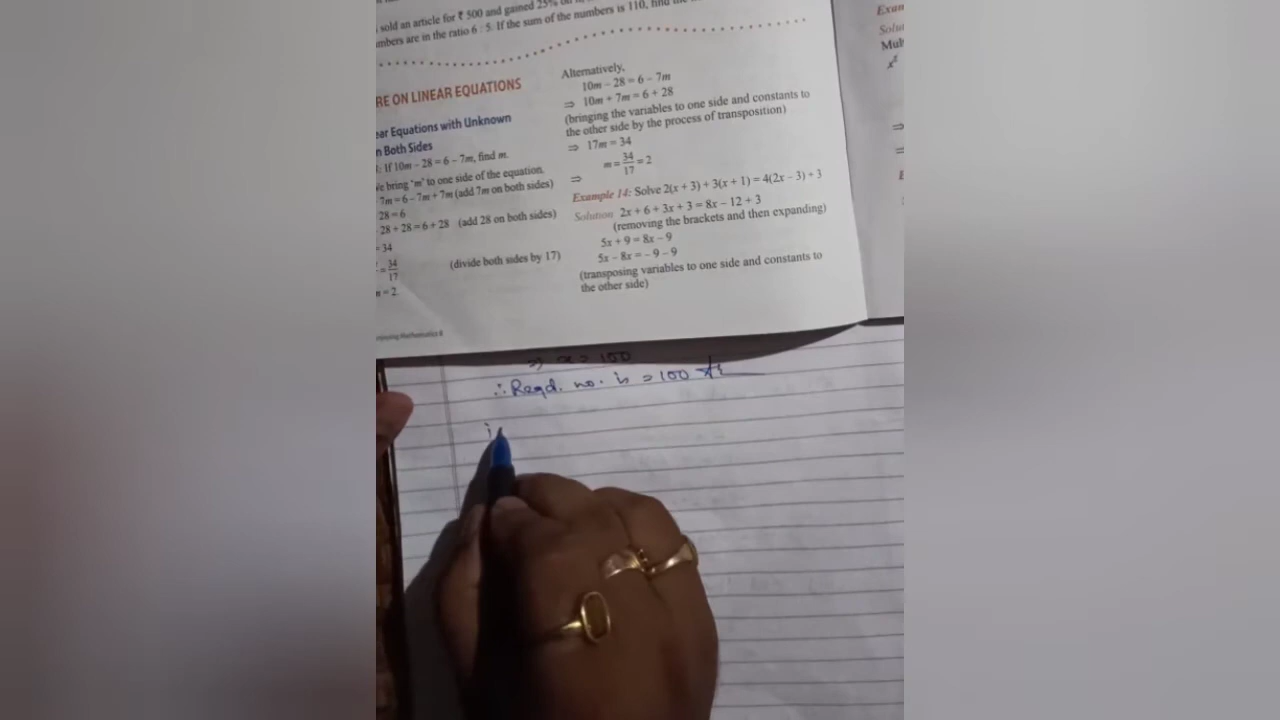 sold an article for ₹ 500 and gained 25% on
mbers are in the ratio 6 : 5. If the sum of the numbers is 110, find the
RE ON LINEAR EQUATIONS
ar Equations with Unknown
n Both Sides
: If 10m – 28 = 6 – 7m, find m.
e bring ‘m’ to one side of the equation.
7m = 6 – 7m + 7m (add 7m on both sides)
28 = 6
28 + 28 = 6 + 28 (add 28 on both sides)
= 34
= 34/17 (divide both sides by 17)
m = 2
Mathematics 8
Alternatively,
10m – 28 = 6 – 7m
⇒ 10m + 7m = 6 + 28
(bringing the variables to one side and constants to
the other side by the process of transposition)
⇒ 17m = 34
⇒ m = 34/17 = 2
Example 14: Solve 2(x + 3) + 3(x + 1) = 4(2x – 3) + 3
Solution 2x + 6 + 3x + 3 = 8x – 12 + 3
(removing the brackets and then expanding)
5x + 9 = 8x – 9
5x – 8x = – 9 – 9
(transposing variables to one side and constants to
the other side)
Exam
Solu
Mul
⇒
⇒
⇒ x = 100
∴ Reqd. no. is = 100